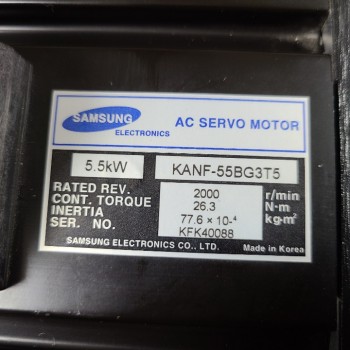 SAMSUNG
ELECTRONICS
AC SERVO MOTOR
5.5kW KANF-55BG3T5
RATED REV. 2000 r/min
CONT. TORQUE 26.3 N·m
INERTIA 77.6 × 10⁻⁴ kg·m²
SER. NO. KFK40088
SAMSUNG ELECTRONICS CO., LTD. Made in Korea